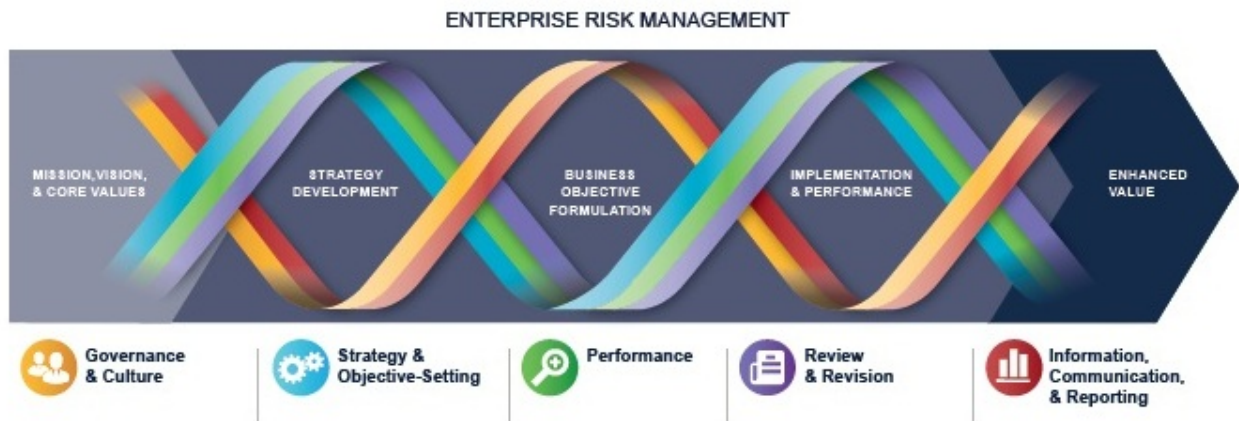 ENTERPRISE RISK MANAGEMENT
MISSION,VISION,
& CORE VALUES
STRATEGY
DEVELOPMENT
BUSINESS
OBJECTIVE
FORMULATION
IMPLEMENTATION
& PERFORMANCE
ENHANCED
VALUE
Governance
& Culture
Strategy &
Objective-Setting
Performance
Review
& Revision
Information,
Communication,
& Reporting